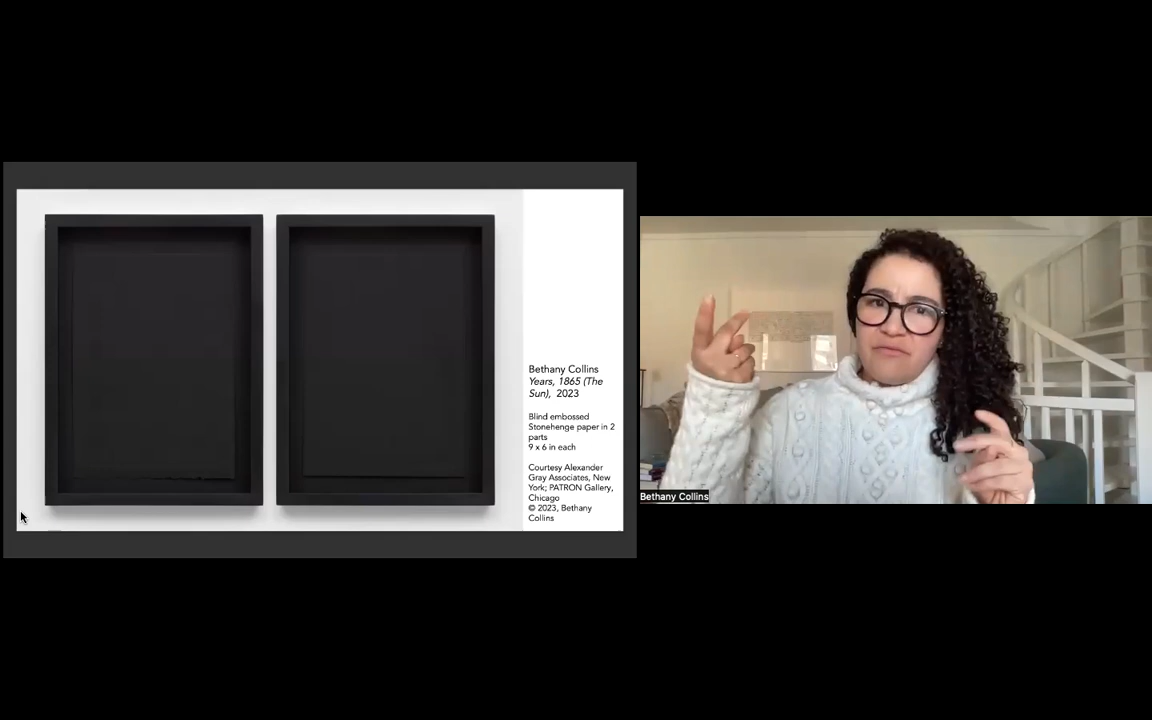 Bethany Collins
Years, 1865 (The
Sun), 2023
Blind embossed
Stonehenge paper in 2
parts
9 x 6 in each
Courtesy Alexander
Gray Associates, New
York; PATRON Gallery,
Chicago
© 2023, Bethany
Collins
Bethany Collins